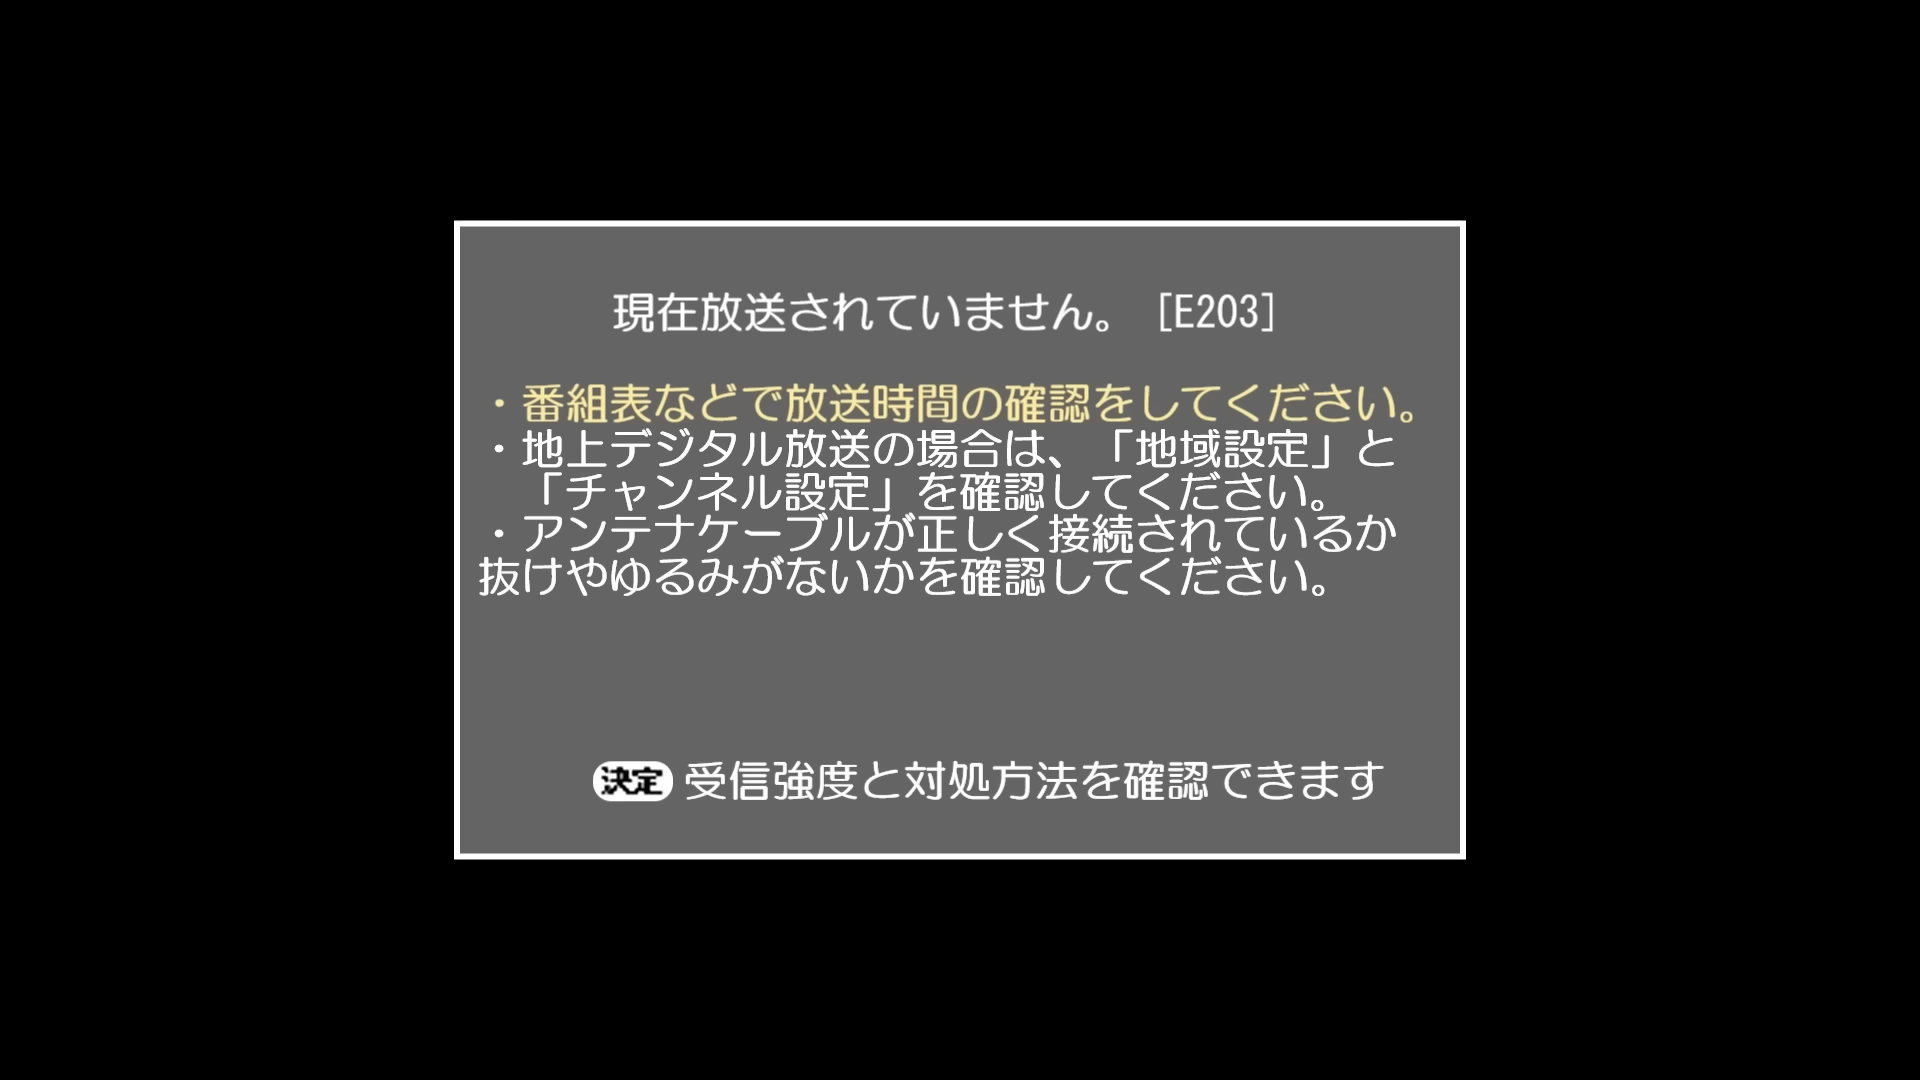 現在放送されていません。 [E203]
・番組表などで放送時間の確認をしてください。
・地上デジタル放送の場合は、「地域設定」と
「チャンネル設定」を確認してください。
・アンテナケーブルが正しく接続されているか
抜けやゆるみがないかを確認してください。
決定 受信強度と対処方法を確認できます